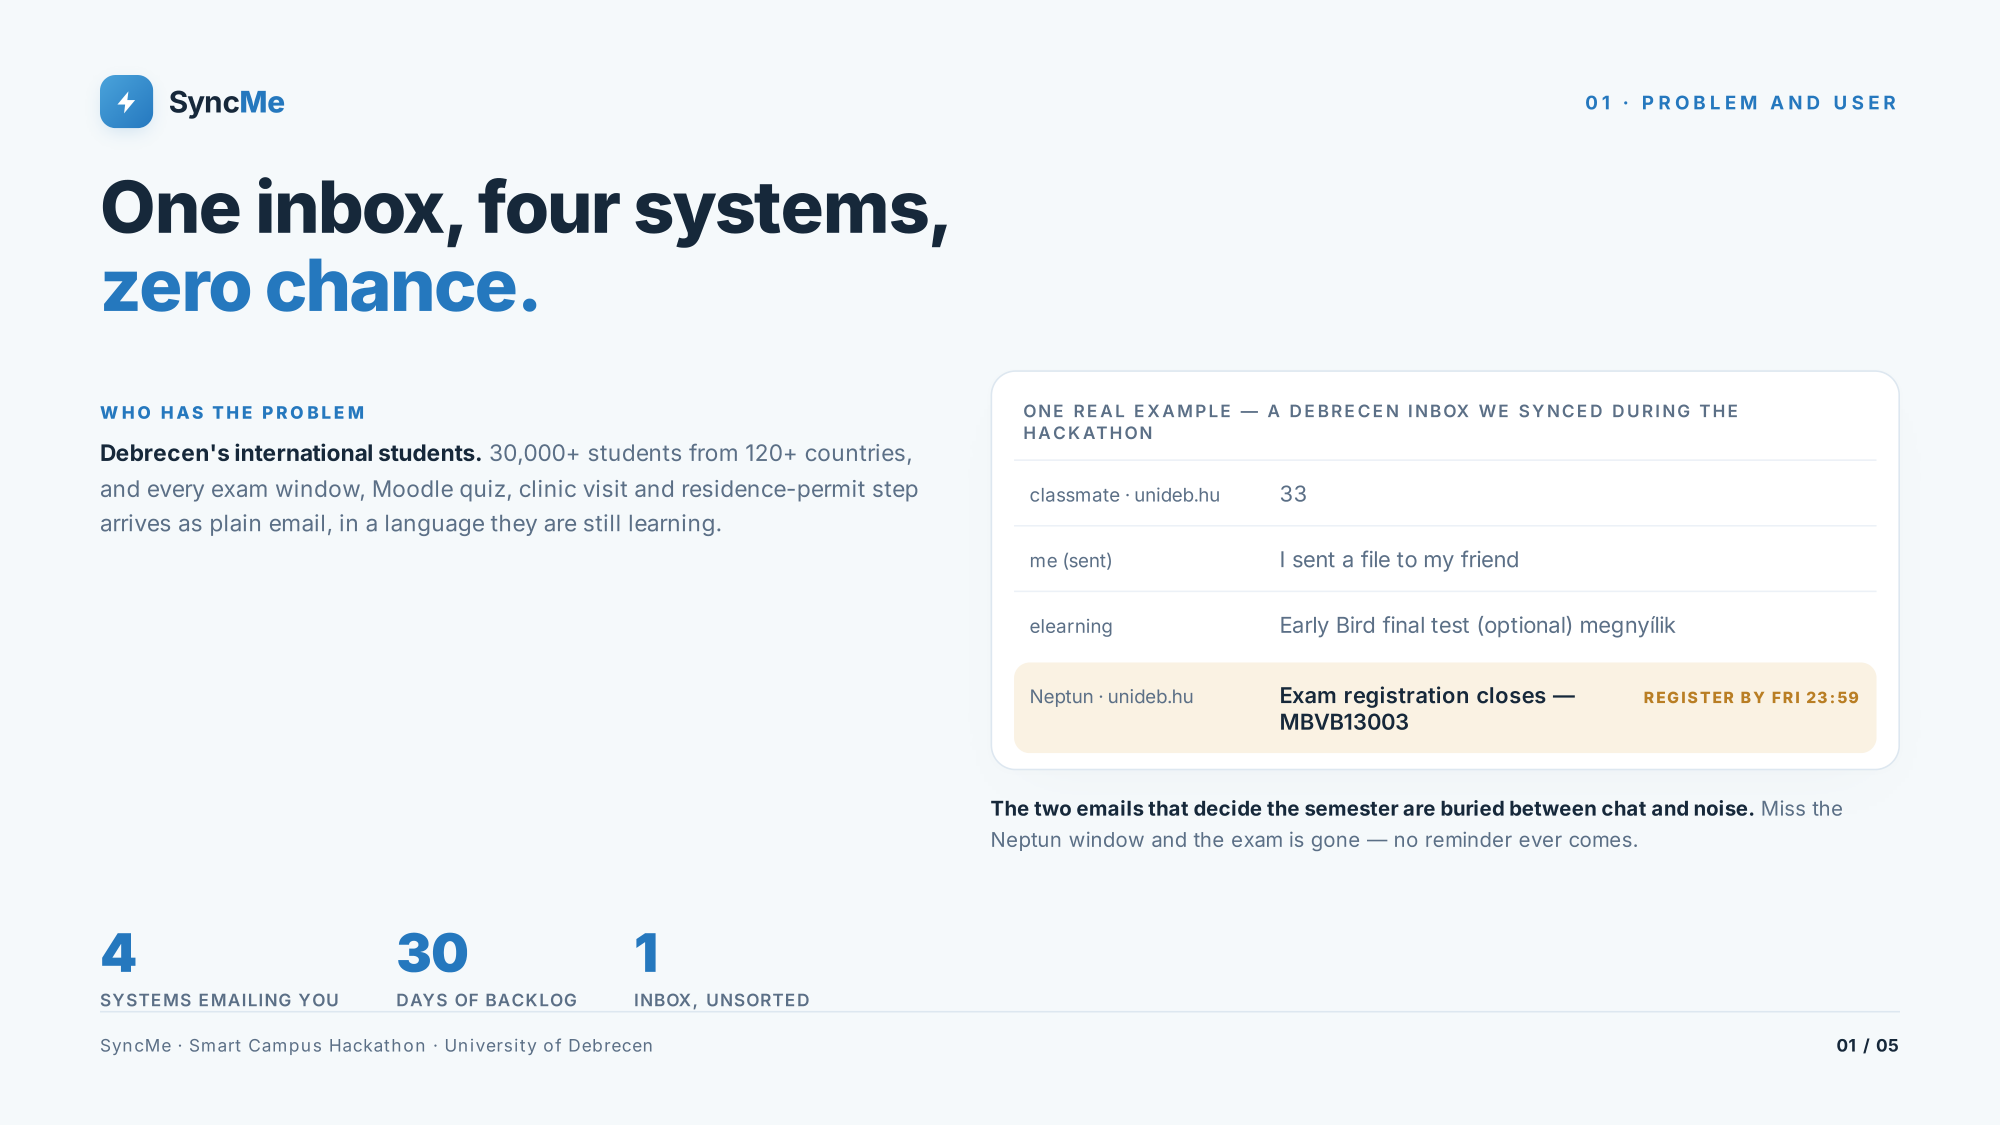 SyncMe
01 · PROBLEM AND USER
One inbox, four systems,
zero chance.
WHO HAS THE PROBLEM
Debrecen's international students. 30,000+ students from 120+ countries,
and every exam window, Moodle quiz, clinic visit and residence-permit step
arrives as plain email, in a language they are still learning.
ONE REAL EXAMPLE — A DEBRECEN INBOX WE SYNCED DURING THE
HACKATHON
classmate · unideb.hu 33
me (sent) I sent a file to my friend
elearning Early Bird final test (optional) megnyílik
Neptun · unideb.hu Exam registration closes — REGISTER BY FRI 23:59
MBVB13003
The two emails that decide the semester are buried between chat and noise. Miss the
Neptun window and the exam is gone — no reminder ever comes.
4 30 1
SYSTEMS EMAILING YOU DAYS OF BACKLOG INBOX, UNSORTED
SyncMe · Smart Campus Hackathon · University of Debrecen
01 / 05